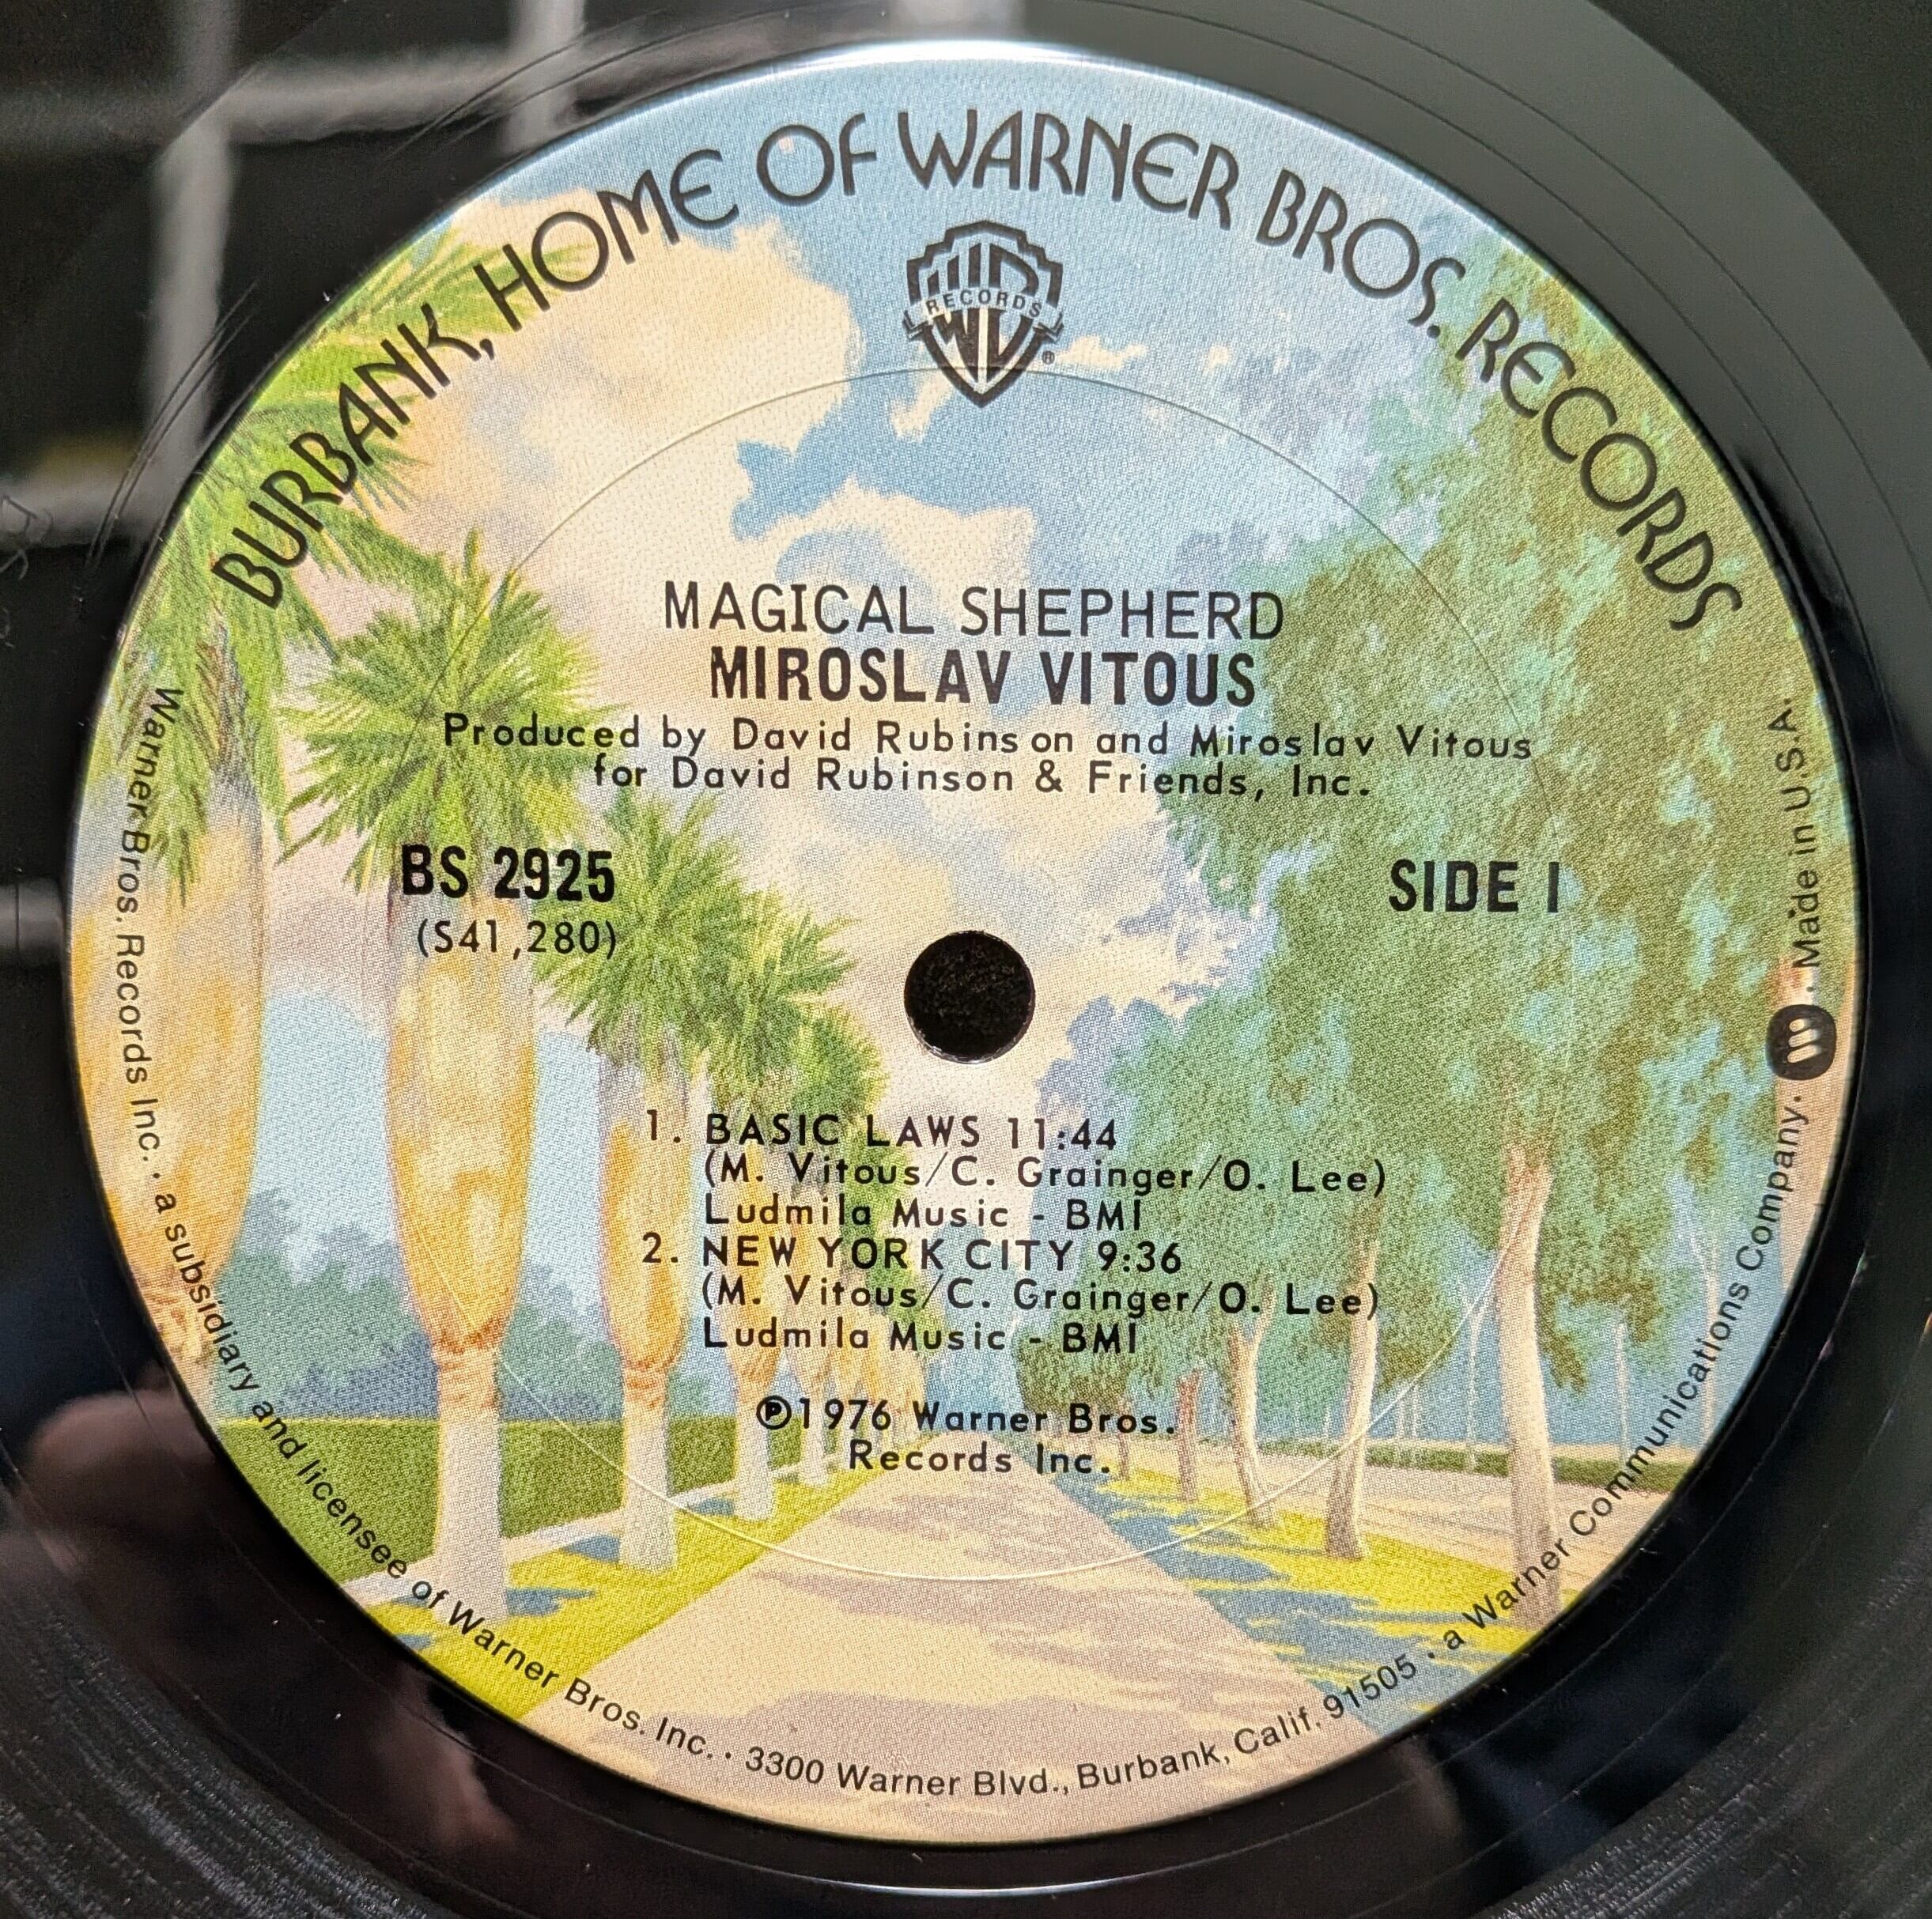 BURBANK, HOME OF WARNER BROS. RECORDS
RECORDS
®
MAGICAL SHEPHERD
MIROSLAV VITOUS
Produced by David Rubinson and Miroslav Vitous
for David Rubinson & Friends, Inc.
BS 2925
SIDE 1
(S41,280)
1. BASIC LAWS 11:44
(M. Vitous/C. Grainger/O. Lee)
Ludmila Music - BMI
2. NEW YORK CITY 9:36
(M. Vitous/C. Grainger/O. Lee)
Ludmila Music - BMI
℗1976 Warner Bros.
Records Inc.
Warner Bros. Records Inc. · a subsidiary and licensee of Warner Bros. Inc. · 3300 Warner Blvd., Burbank, Calif. 91505 · a Warner Communications Company. · Made in U.S.A.